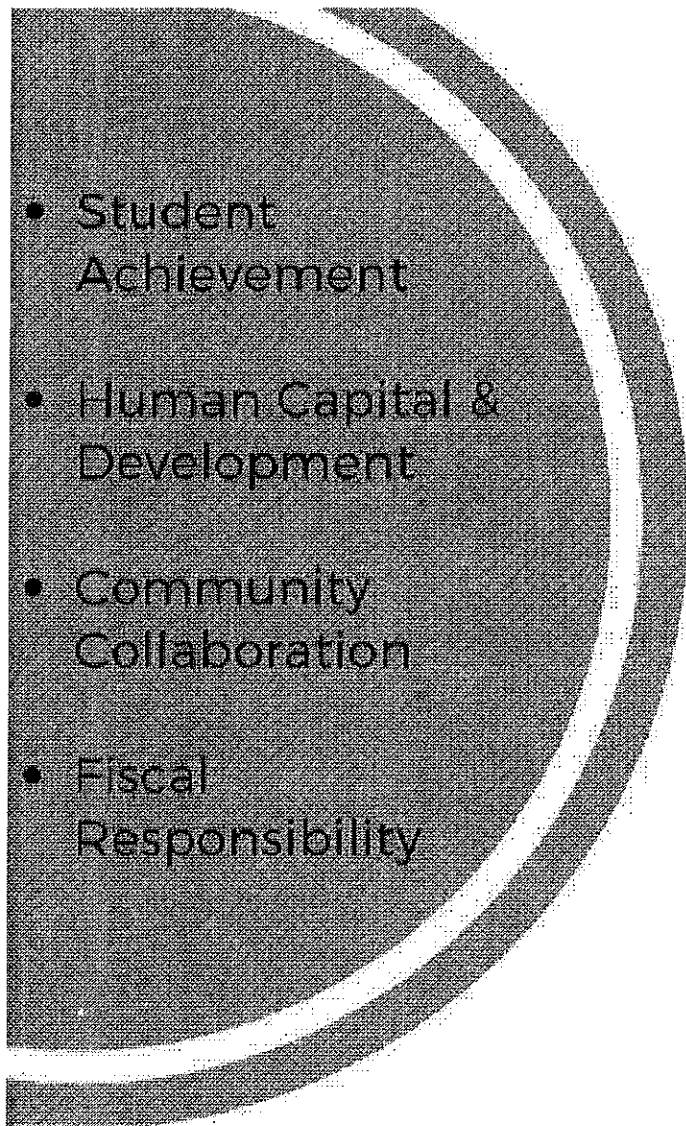 • Student
Achievement
• Human Capital &
Development
• Community
Collaboration
• Fiscal
Responsibility